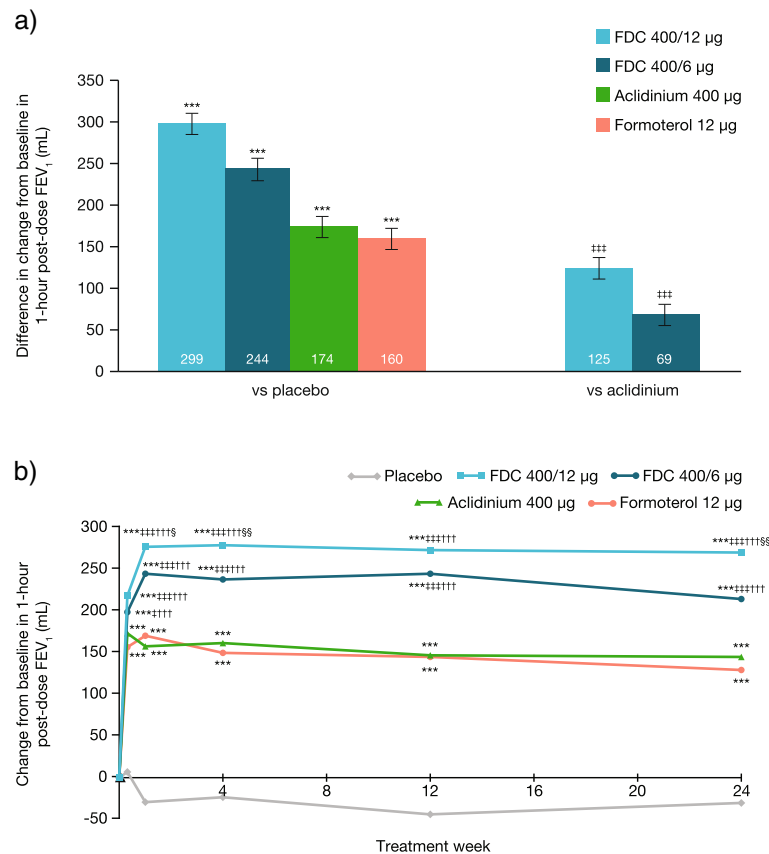 a)
FDC 400/12 µg
FDC 400/6 µg
Aclidinium 400 µg
Formoterol 12 µg
Difference in change from baseline in
1-hour post-dose FEV₁ (mL)
350
300
250
200
150
100
50
0
***
***
***
***
‡‡‡
‡‡‡
299
244
174
160
125
69
vs placebo
vs aclidinium
b)
Placebo
FDC 400/12 µg
FDC 400/6 µg
Aclidinium 400 µg
Formoterol 12 µg
Change from baseline in 1-hour
post-dose FEV₁ (mL)
300
250
200
150
100
50
0
-50
***‡‡‡†††§
***‡‡‡†††§§
***‡‡‡†††
***‡‡‡†††§§
***‡‡‡†††
***‡‡‡†††
***‡‡‡†††
***‡‡‡†††
***‡‡‡†††
***‡†††
*** ***
***
***
***
*** ***
***
***
***
4
8
12
16
20
24
Treatment week